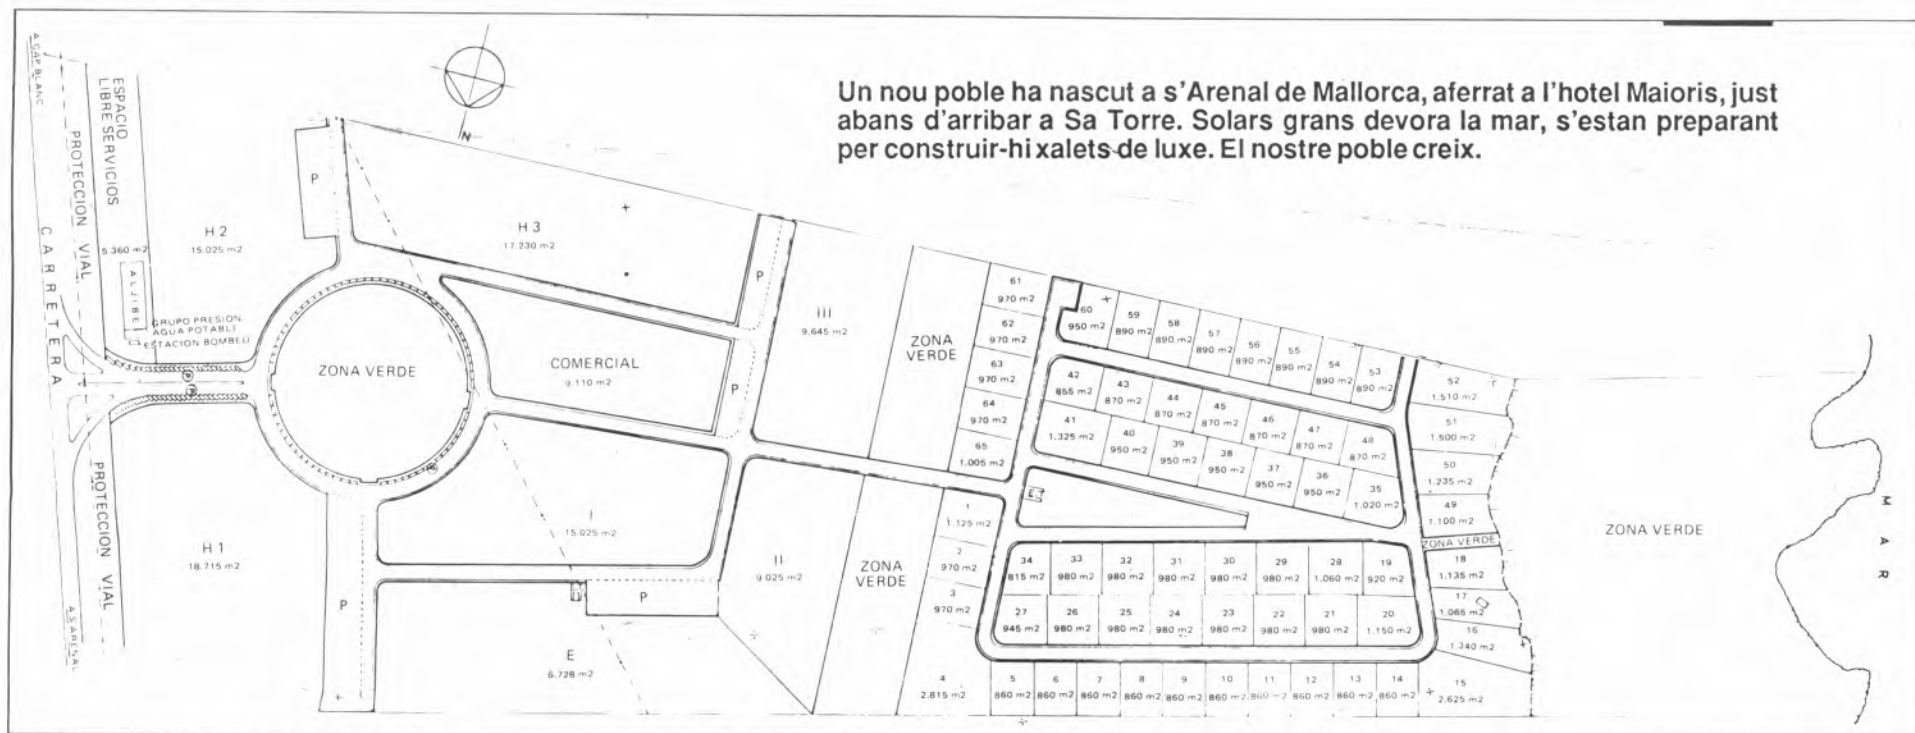 Un nou poble ha nascut a s'Arenal de Mallorca, aferrat a l'hotel Maioris, just
abans d'arribar a Sa Torre. Solars grans devora la mar, s'estan preparant
per construir-hi xalets de luxe. El nostre poble creix.
A CAP BLANC
CARRETERA
A S'ARENAL
PROTECCION VIAL
PROTECCION VIAL
ESPACIO
LIBRE SERVICIOS
5.360 m2
ALJIBE
GRUPO PRESION
AGUA POTABLE
ESTACION BOMBEO
H 2
15.025 m2
H 1
18.715 m2
P
N
H 3
17.230 m2
P
ZONA VERDE
COMERCIAL
9.110 m2
P
I
15.025 m2
P
P
E
6.728 m2
III
9.645 m2
II
9.025 m2
ZONA
VERDE
ZONA
VERDE
61
970 m2
62
970 m2
63
970 m2
64
970 m2
65
1.005 m2
60
950 m2
59
890 m2
58
890 m2
57
890 m2
56
890 m2
55
890 m2
54
890 m2
53
890 m2
42
855 m2
43
870 m2
44
870 m2
45
870 m2
46
870 m2
47
870 m2
48
870 m2
41
1.325 m2
40
950 m2
39
950 m2
38
950 m2
37
950 m2
36
950 m2
35
1.020 m2
E.T
52
1.510 m2
51
1.500 m2
50
1.235 m2
49
1.100 m2
ZONA VERDE
18
1.135 m2
17
1.065 m2
16
1.340 m2
15
2.625 m2
1
1.125 m2
2
970 m2
3
970 m2
4
2.815 m2
34
815 m2
33
980 m2
32
980 m2
31
980 m2
30
980 m2
29
980 m2
28
1.060 m2
19
920 m2
27
945 m2
26
980 m2
25
980 m2
24
980 m2
23
980 m2
22
980 m2
21
980 m2
20
1.150 m2
5
860 m2
6
860 m2
7
860 m2
8
860 m2
9
860 m2
10
860 m2
11
860 m2
12
860 m2
13
860 m2
14
860 m2
ZONA VERDE
MAR